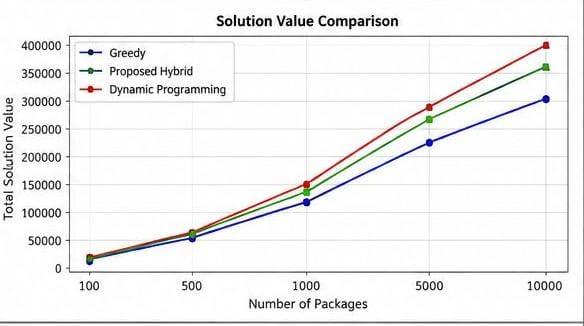 Solution Value Comparison
Greedy
Proposed Hybrid
Dynamic Programming
Total Solution Value
400000
350000
300000
250000
200000
150000
100000
50000
0
100 500 1000 5000 10000
Number of Packages